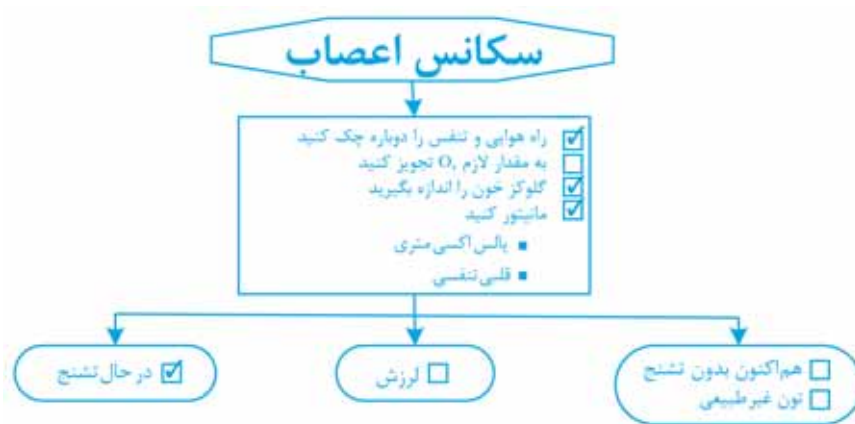 سکانس اعصاب
راه هوایی و تنفس را دوباره چک کنید
به مقدار لازم O₂ تجویز کنید
گلوکز خون را اندازه بگیرید
مانیتور کنید
پالس اکسی متری
قلبی تنفسی
هم‌اکنون بدون تشنج
تون غیرطبیعی
لرزش
در حال تشنج